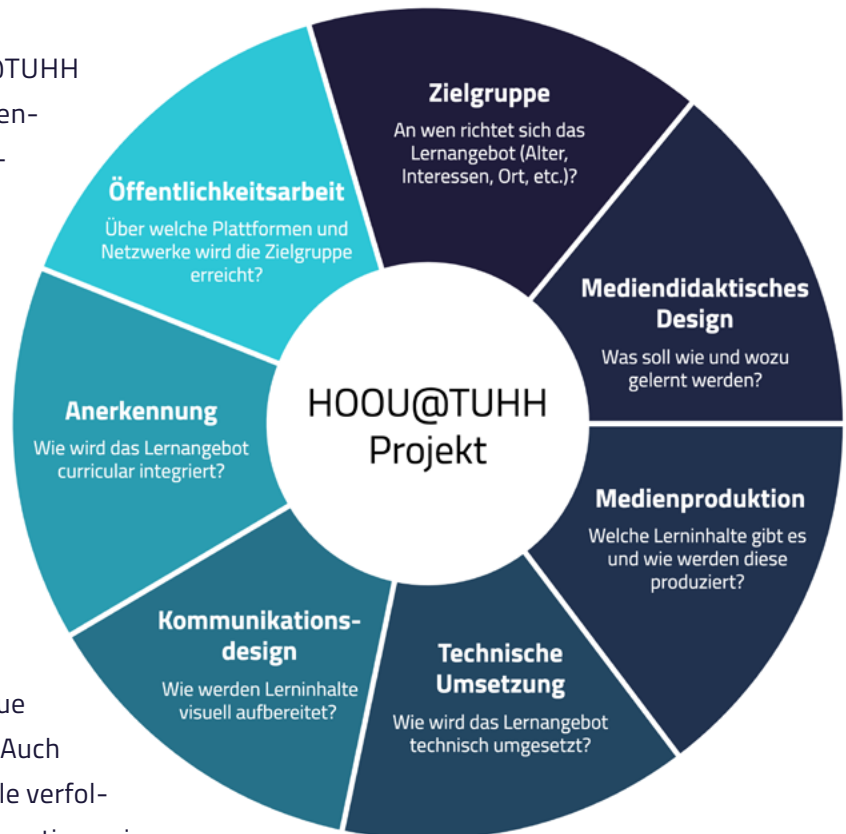 @TUHH
en-
-
Zielgruppe
An wen richtet sich das
Lernangebot (Alter,
Interessen, Ort, etc.)?
Mediendidaktisches
Design
Was soll wie und wozu
gelernt werden?
Medienproduktion
Welche Lerninhalte gibt es
und wie werden diese
produziert?
Technische
Umsetzung
Wie wird das Lernangebot
technisch umgesetzt?
Kommunikations-
design
Wie werden Lerninhalte
visuell aufbereitet?
Anerkennung
Wie wird das Lernangebot
curricular integriert?
Öffentlichkeitsarbeit
Über welche Plattformen und
Netzwerke wird die Zielgruppe
erreicht?
HOOU@TUHH
Projekt
ue
Auch
le verfol-